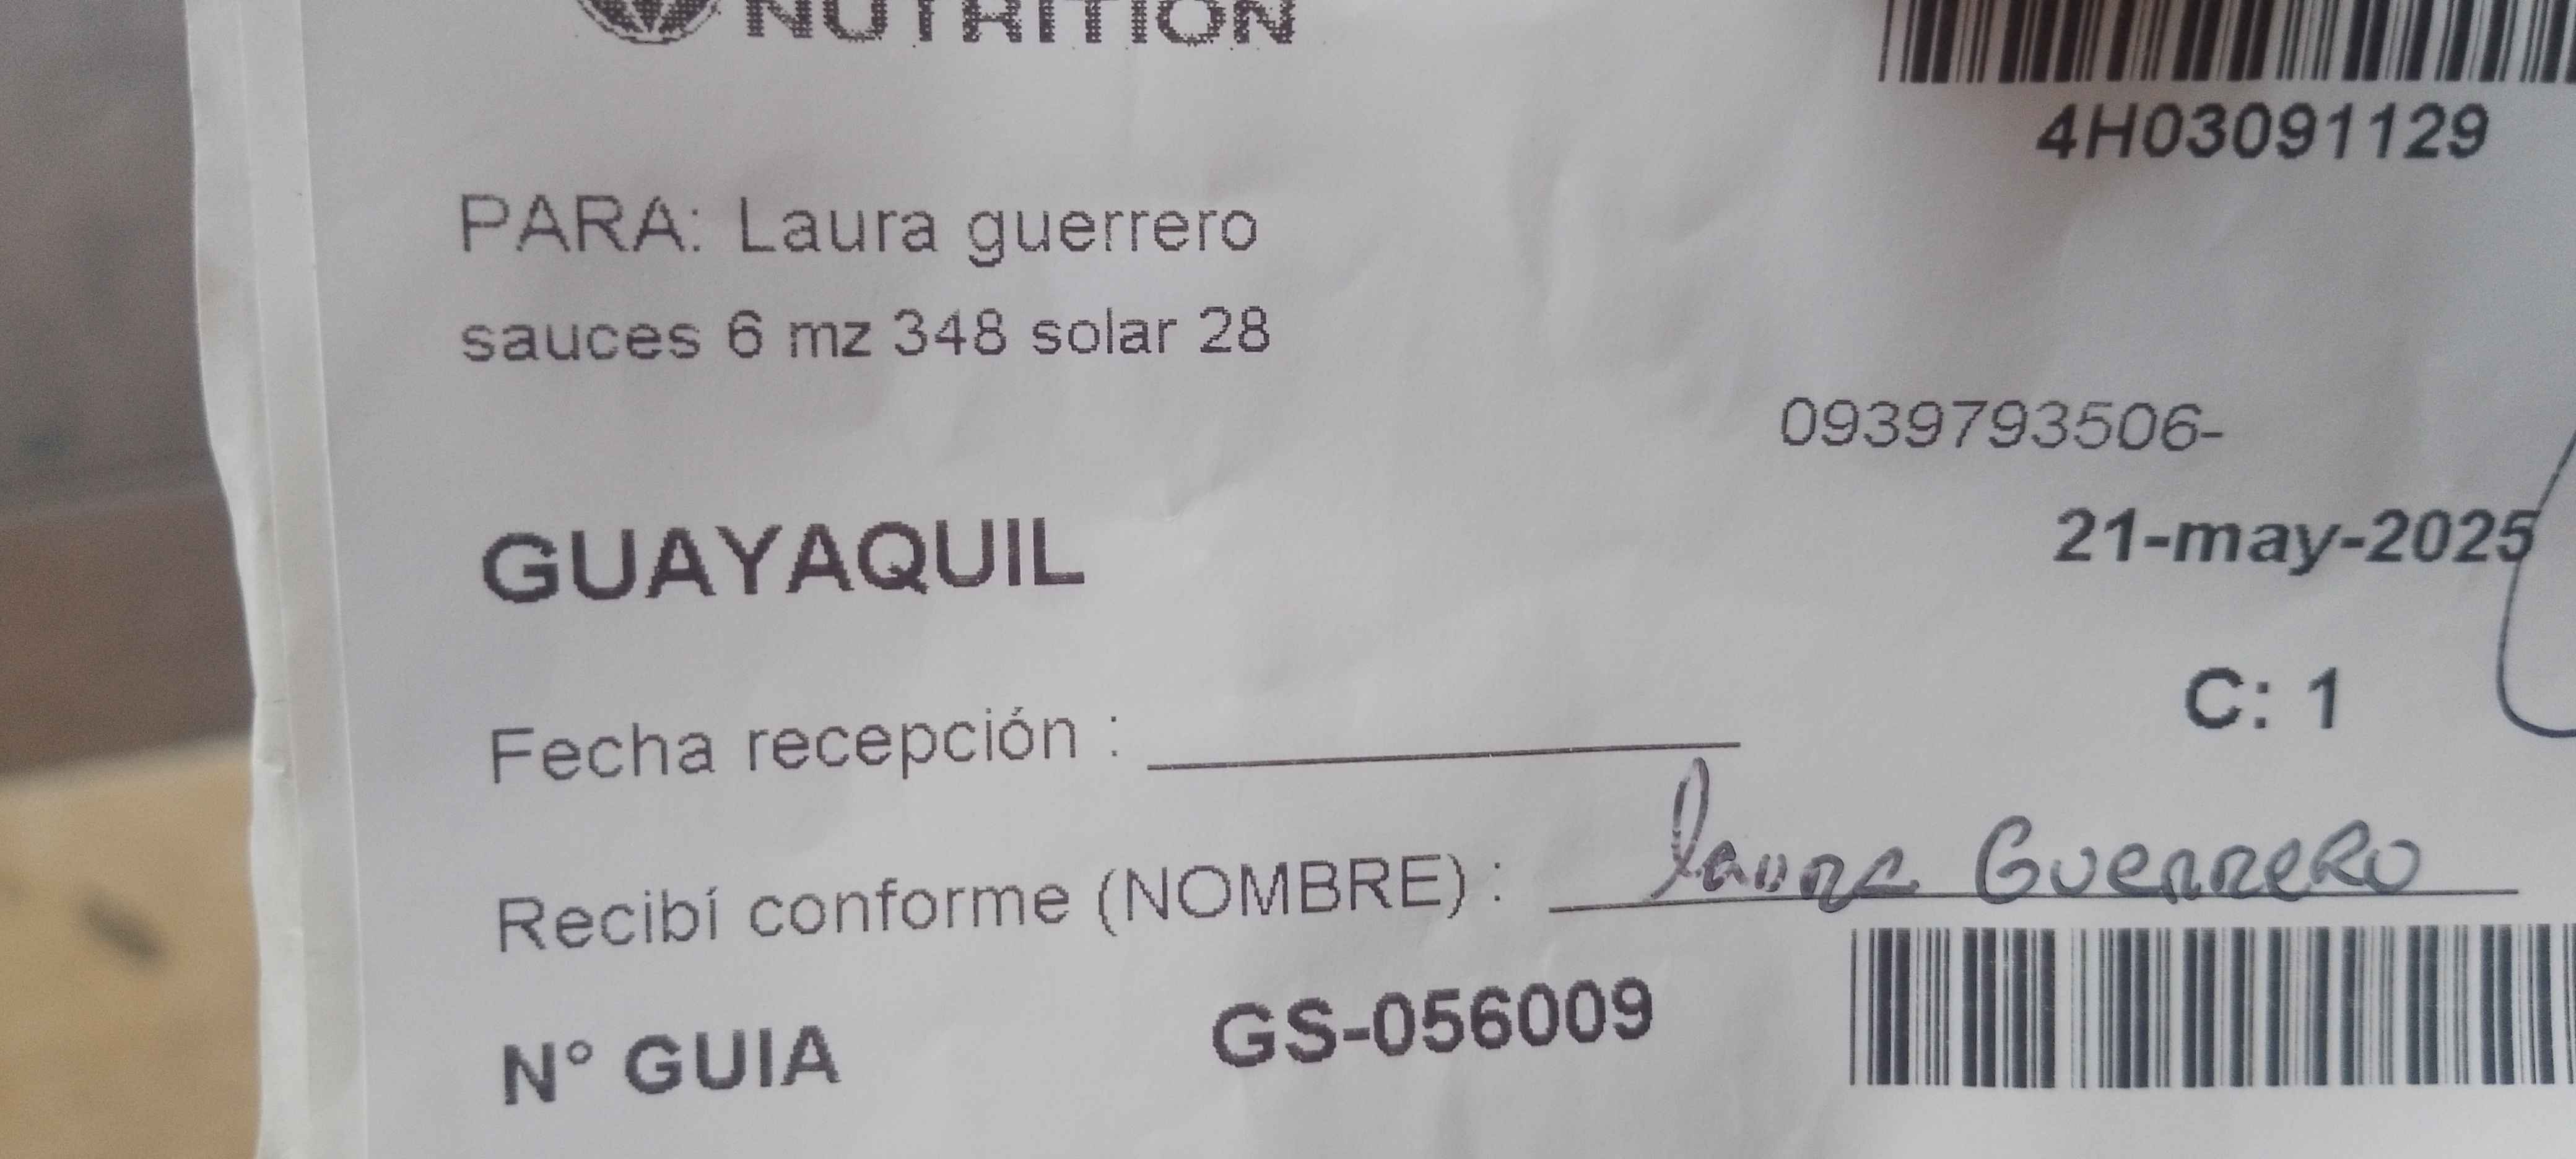 NUTRITION
4H03091129
PARA: Laura guerrero
sauces 6 mz 348 solar 28
0939793506-
GUAYAQUIL
21-may-2025
C: 1
Fecha recepción :
Recibí conforme (NOMBRE) : Laura Guerrero
N° GUIA GS-056009